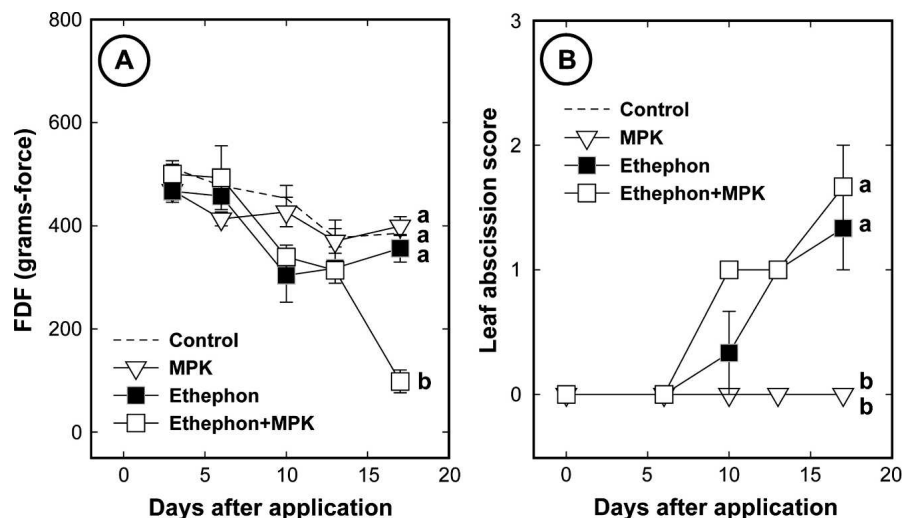 A
FDF (grams-force)
800
600
400
200
0
a
a
a
b
Control
MPK
Ethephon
Ethephon+MPK
0 5 10 15 20
Days after application
B
Leaf abscission score
3
2
1
0
Control
MPK
Ethephon
Ethephon+MPK
a
a
b
b
0 5 10 15 20
Days after application